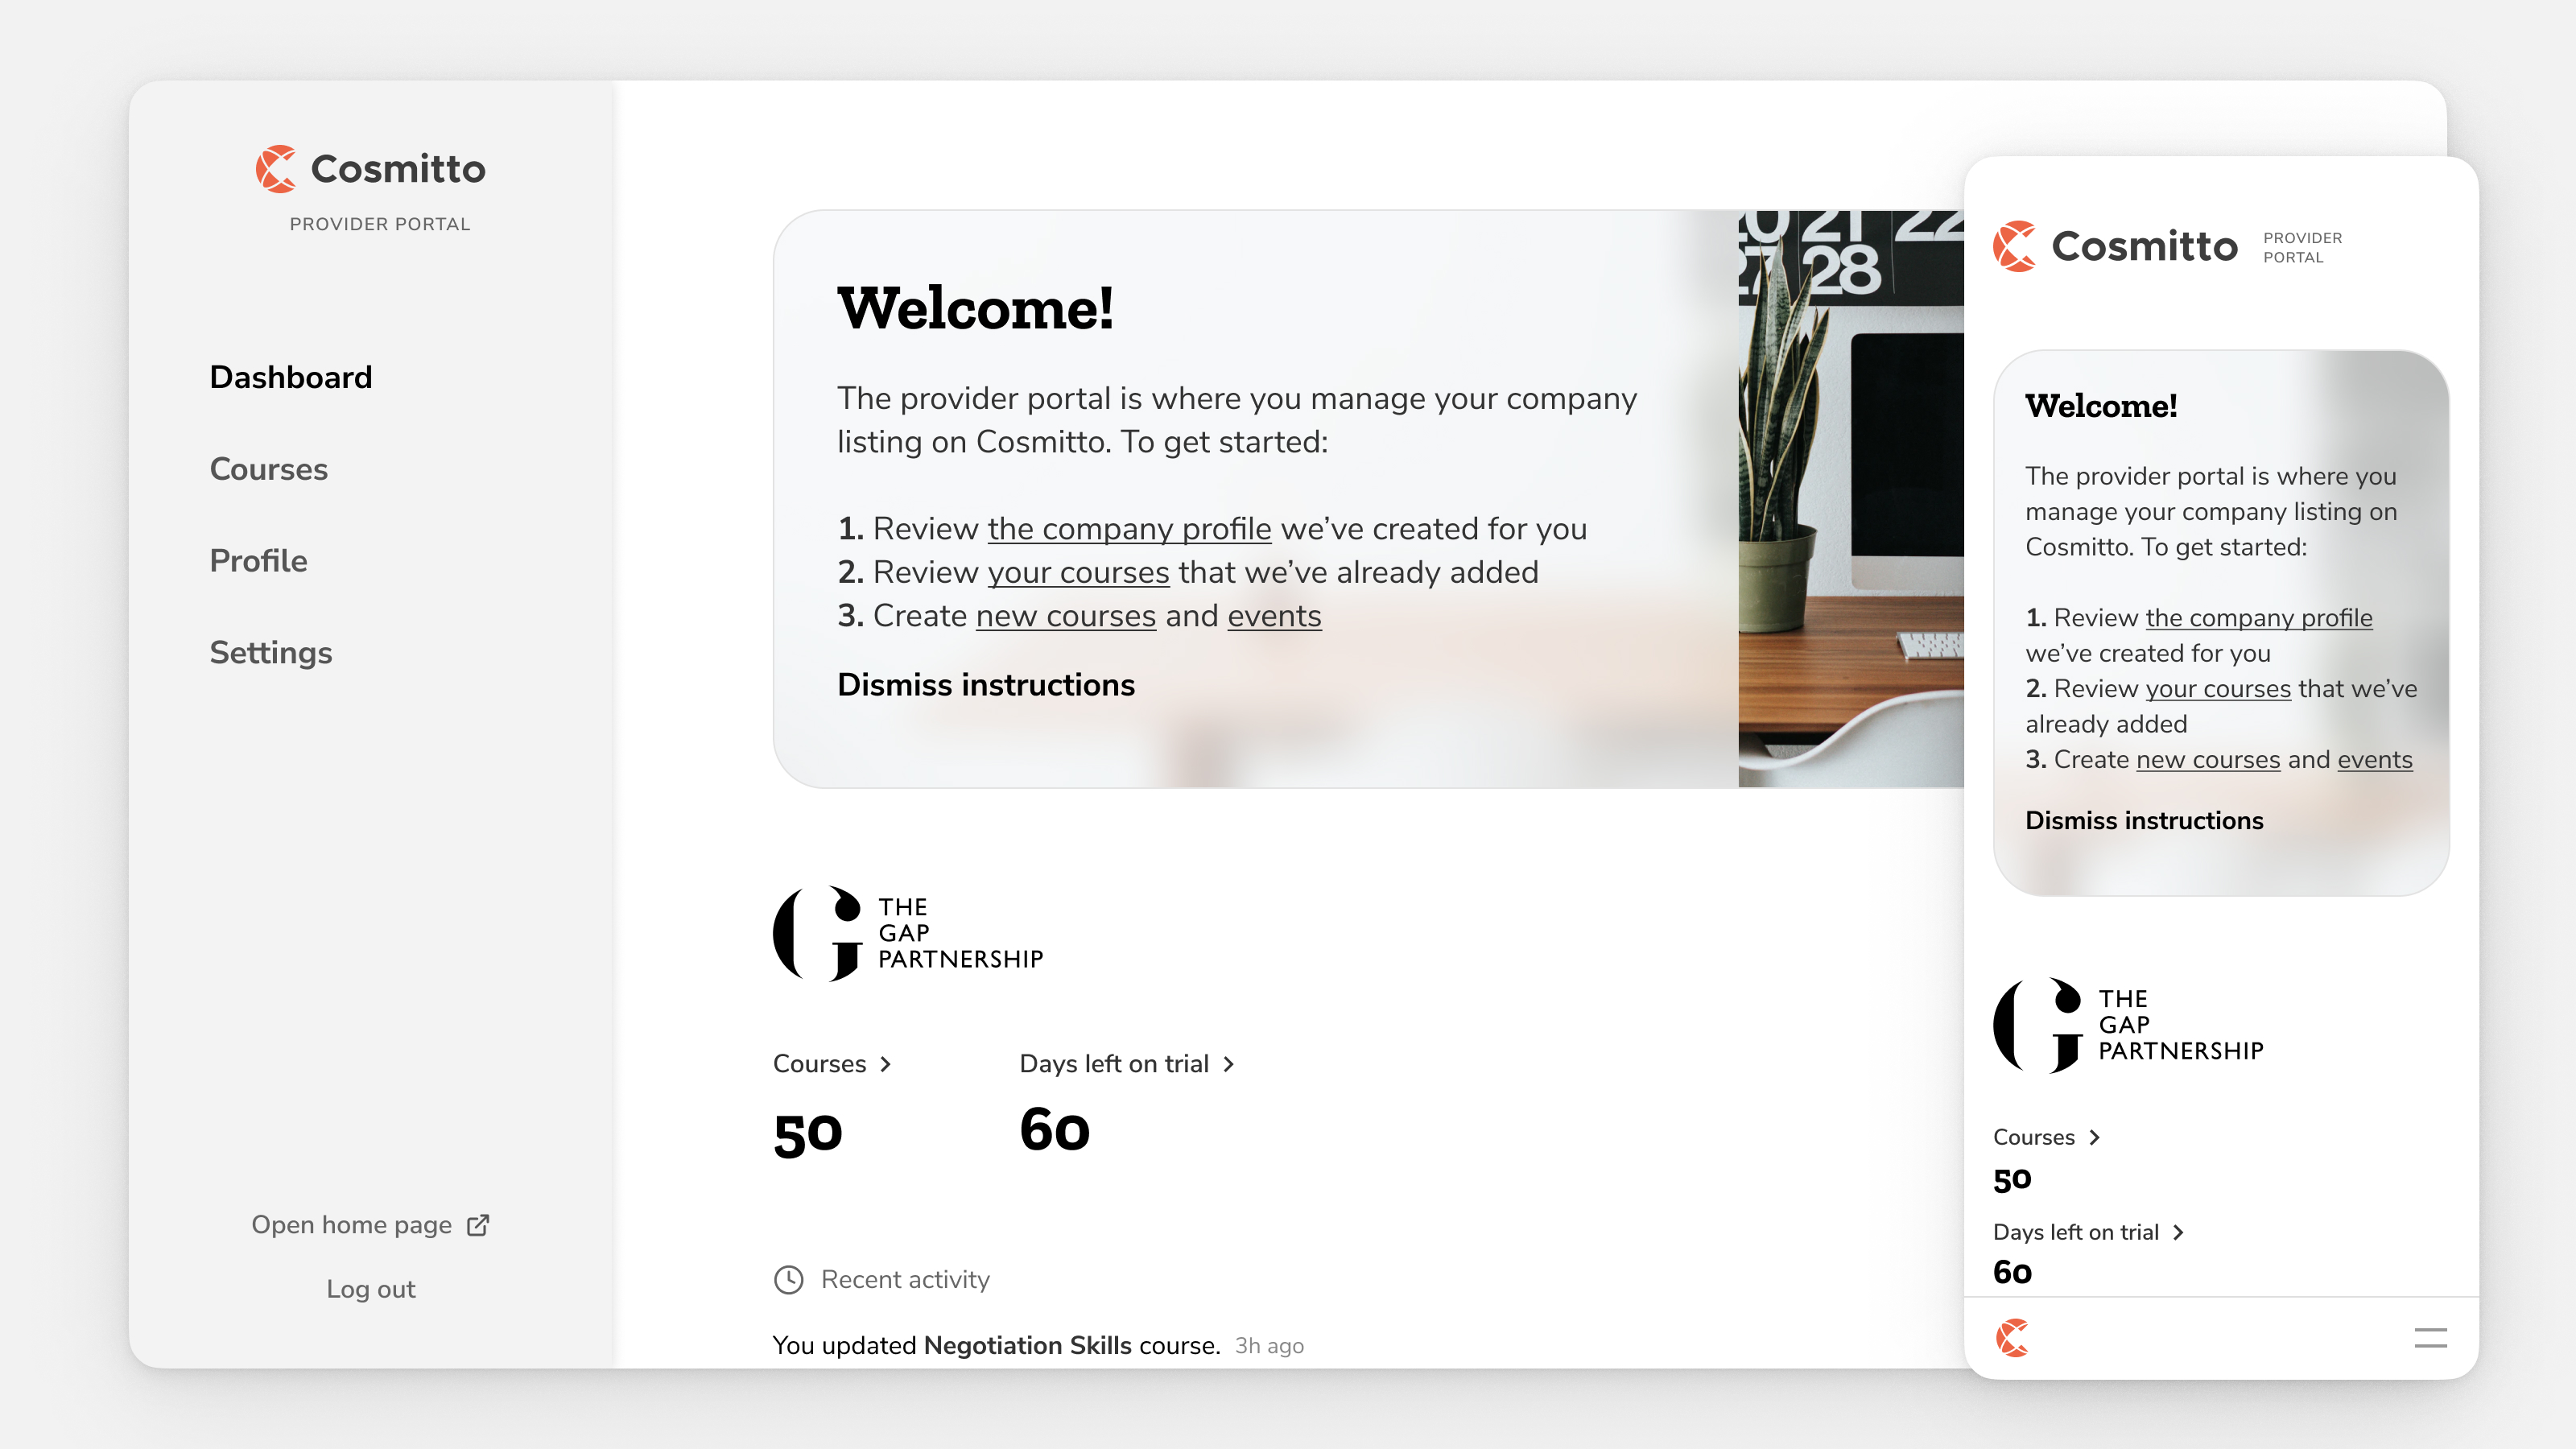 Cosmitto
PROVIDER PORTAL
Dashboard
Courses
Profile
Settings
Open home page
Log out
Welcome!
The provider portal is where you manage your company
listing on Cosmitto. To get started:
1. Review the company profile we’ve created for you
2. Review your courses that we’ve already added
3. Create new courses and events
Dismiss instructions
21 22
27 28
THE
GAP
PARTNERSHIP
Courses
50
Days left on trial
60
Recent activity
You updated Negotiation Skills course. 3h ago
Cosmitto
PROVIDER
PORTAL
Welcome!
The provider portal is where you
manage your company listing on
Cosmitto. To get started:
1. Review the company profile
we’ve created for you
2. Review your courses that we’ve
already added
3. Create new courses and events
Dismiss instructions
THE
GAP
PARTNERSHIP
Courses
50
Days left on trial
60